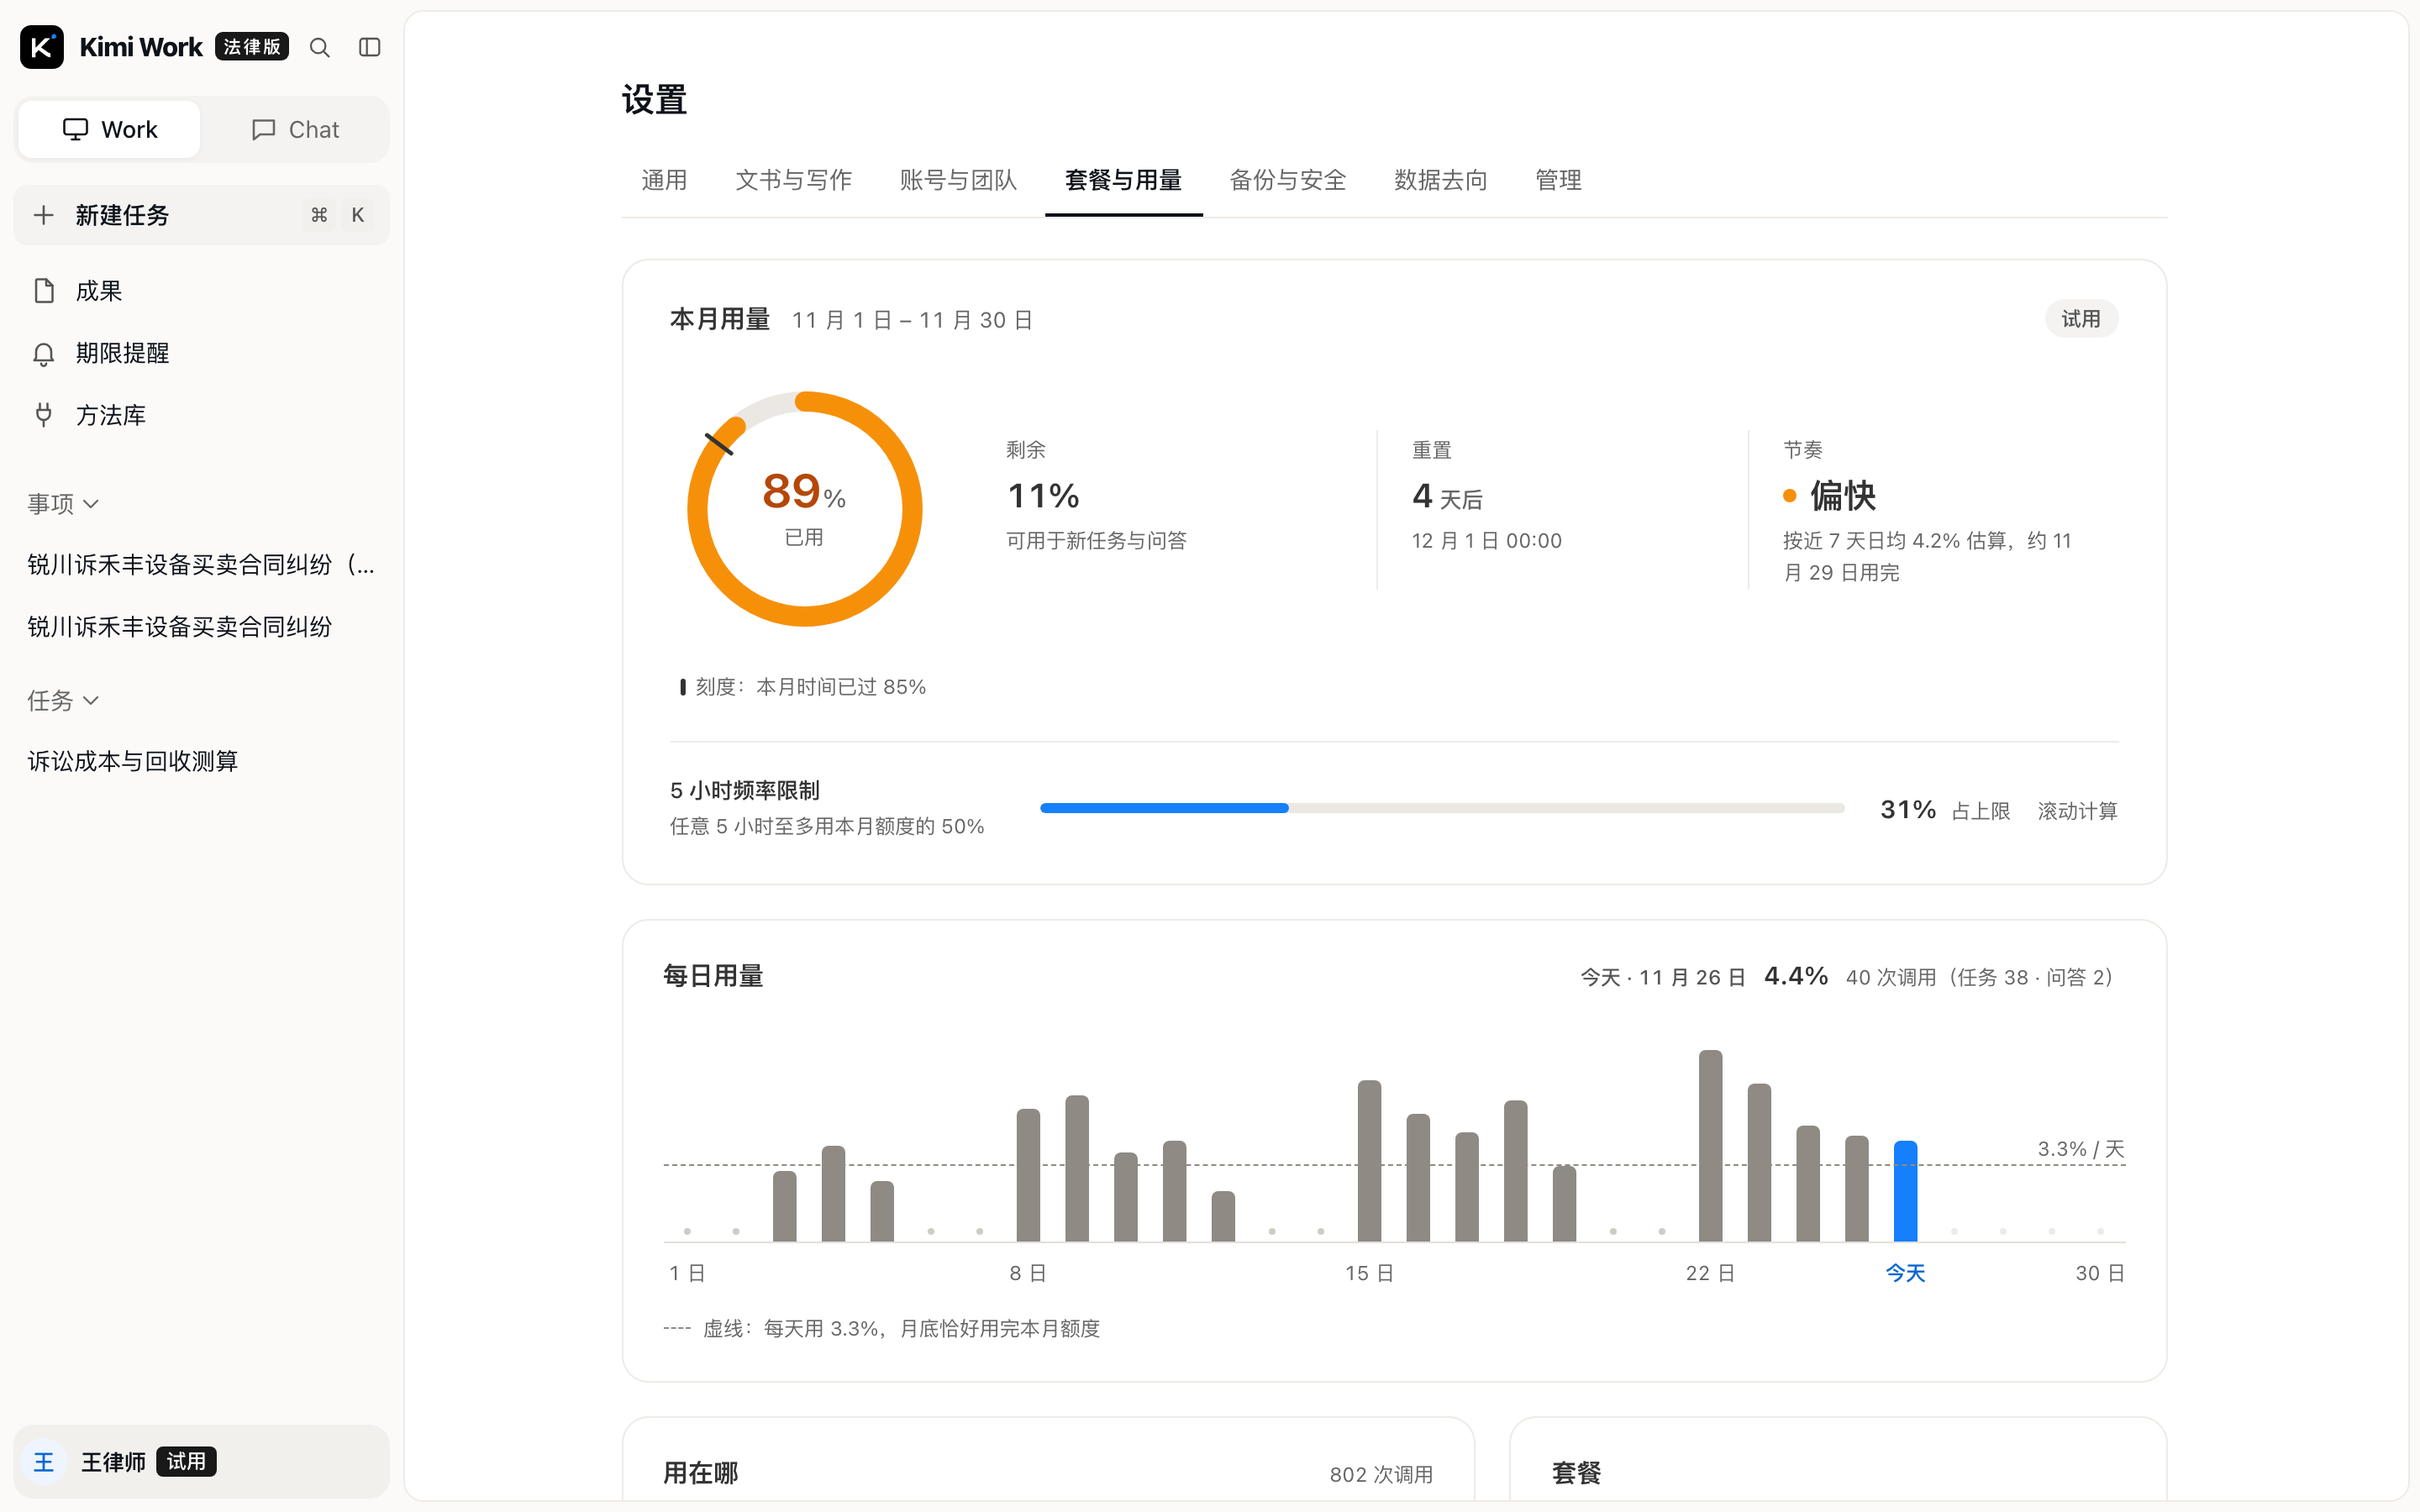 Kimi Work 法律版
Work
Chat
新建任务 ⌘ K
成果
期限提醒
方法库
事项
锐川诉禾丰设备买卖合同纠纷（...
锐川诉禾丰设备买卖合同纠纷
任务
诉讼成本与回收测算
王 王律师 试用
设置
通用 文书与写作 账号与团队 套餐与用量 备份与安全 数据去向 管理
本月用量 11 月 1 日 – 11 月 30 日 试用
89%
已用
剩余
11%
可用于新任务与问答
重置
4 天后
12 月 1 日 00:00
节奏
偏快
按近 7 天日均 4.2% 估算，约 11
月 29 日用完
刻度：本月时间已过 85%
5 小时频率限制
任意 5 小时至多用本月额度的 50%
31% 占上限 滚动计算
每日用量
今天 · 11 月 26 日 4.4% 40 次调用（任务 38 · 问答 2）
3.3% / 天
1 日 8 日 15 日 22 日 今天 30 日
虚线：每天用 3.3%，月底恰好用完本月额度
用在哪 802 次调用
套餐